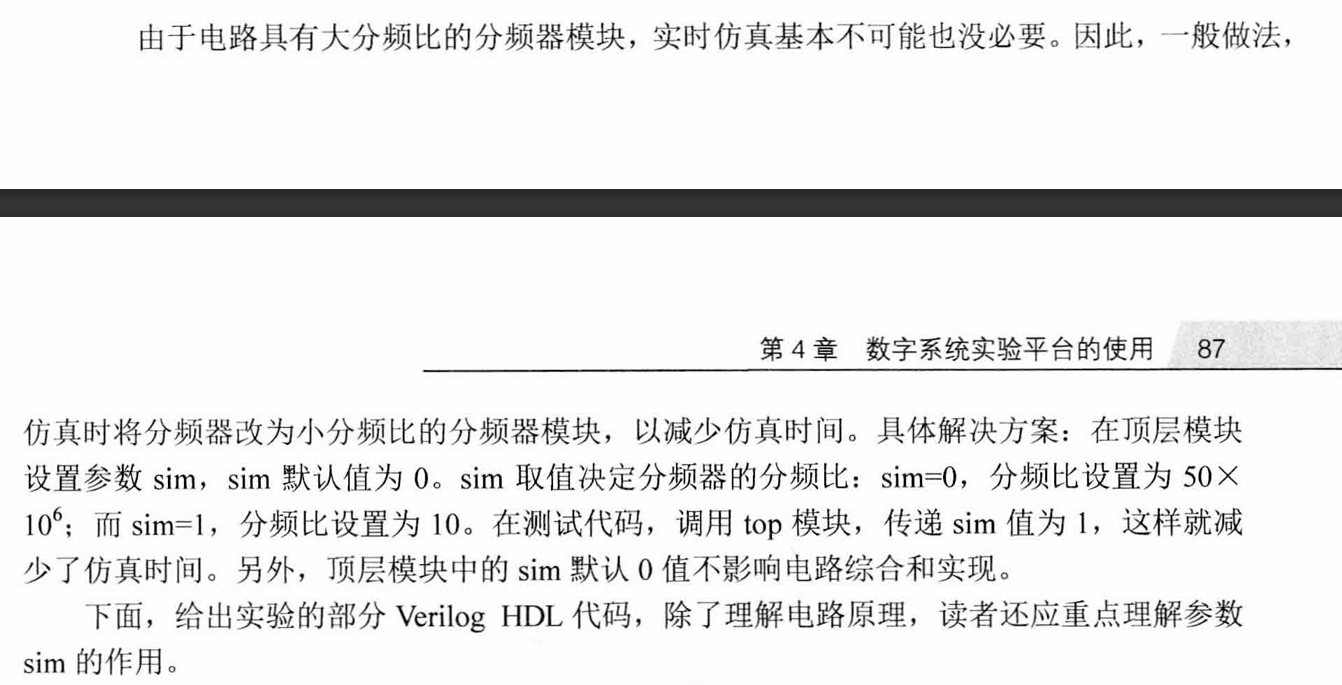 由于电路具有大分频比的分频器模块，实时仿真基本不可能也没必要。因此，一般做法，
第 4 章 数字系统实验平台的使用 87
仿真时将分频器改为小分频比的分频器模块，以减少仿真时间。具体解决方案：在顶层模块
设置参数 sim，sim 默认值为 0。sim 取值决定分频器的分频比：sim=0，分频比设置为 50×
10⁶；而 sim=1，分频比设置为 10。在测试代码，调用 top 模块，传递 sim 值为 1，这样就减
少了仿真时间。另外，顶层模块中的 sim 默认 0 值不影响电路综合和实现。
下面，给出实验的部分 Verilog HDL 代码，除了理解电路原理，读者还应重点理解参数
sim 的作用。